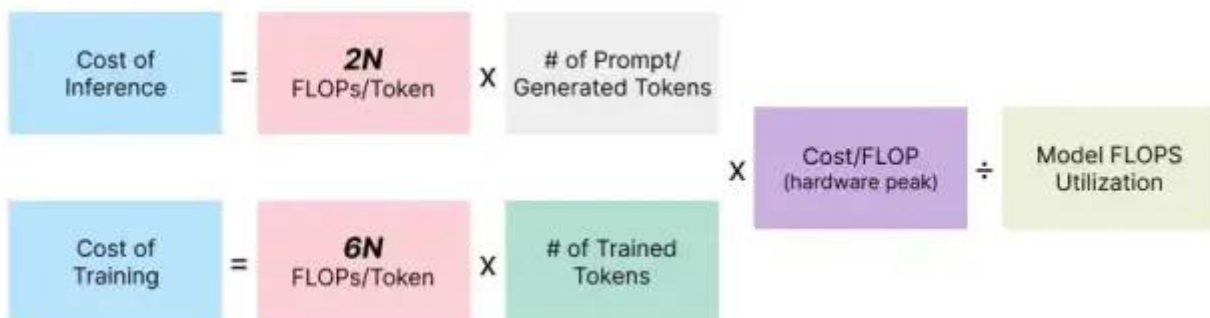 Cost of
Inference
=
2N
FLOPs/Token
X
# of Prompt/
Generated Tokens
X
Cost/FLOP
(hardware peak)
÷
Model FLOPS
Utilization
Cost of
Training
=
6N
FLOPs/Token
X
# of Trained
Tokens